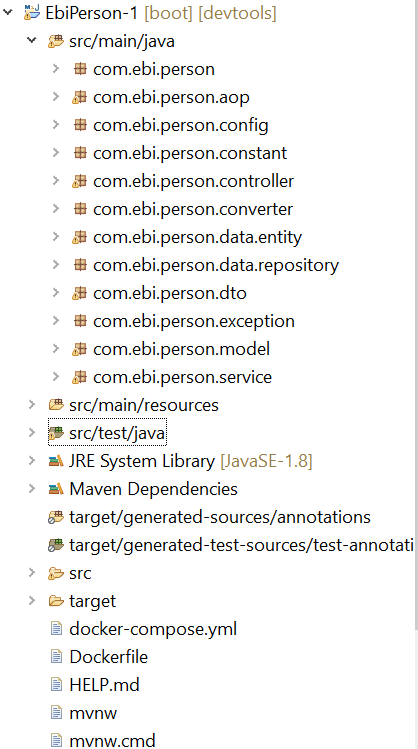 EbiPerson-1 [boot] [devtools]
src/main/java
com.ebi.person
com.ebi.person.aop
com.ebi.person.config
com.ebi.person.constant
com.ebi.person.controller
com.ebi.person.converter
com.ebi.person.data.entity
com.ebi.person.data.repository
com.ebi.person.dto
com.ebi.person.exception
com.ebi.person.model
com.ebi.person.service
src/main/resources
src/test/java
JRE System Library [JavaSE-1.8]
Maven Dependencies
target/generated-sources/annotations
target/generated-test-sources/test-annotati
src
target
docker-compose.yml
Dockerfile
HELP.md
mvnw
mvnw.cmd